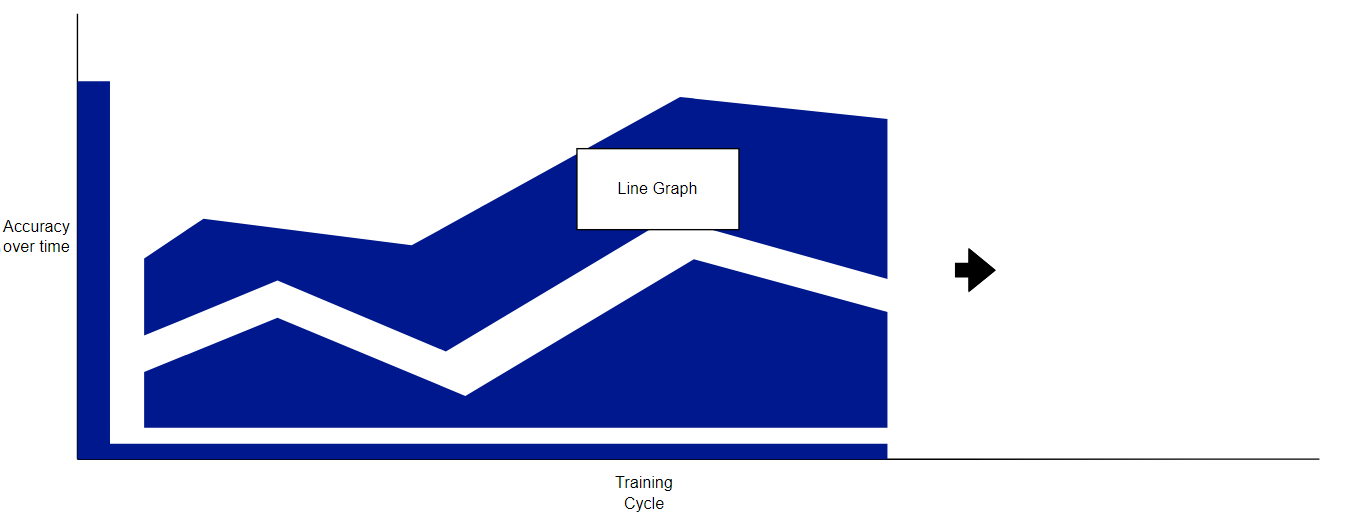 Line Graph
Accuracy
over time
Training
Cycle